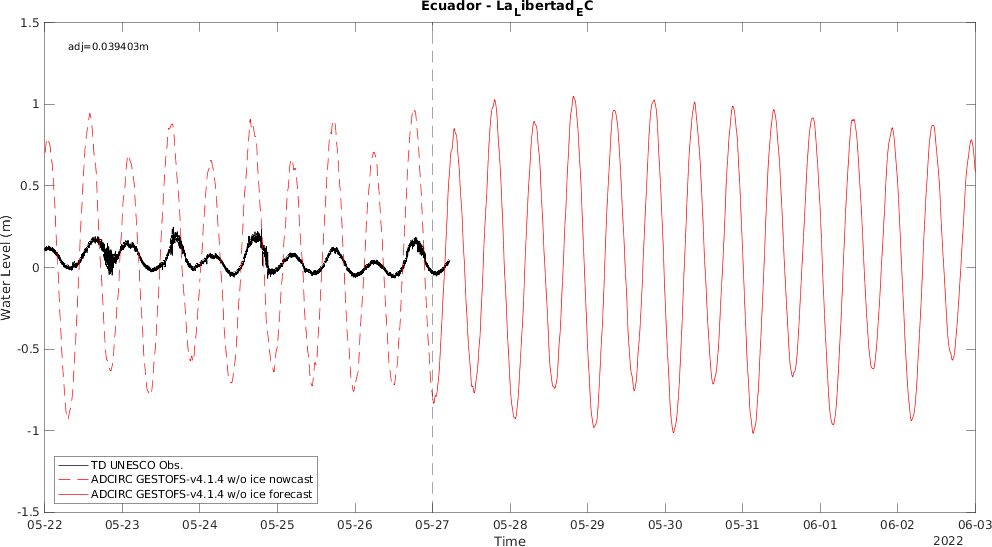 Ecuador - LaLibertadEC
adj=0.039403m
1.5
1
0.5
0
-0.5
-1
-1.5
Water Level (m)
TD UNESCO Obs.
ADCIRC GESTOFS-v4.1.4 w/o ice nowcast
ADCIRC GESTOFS-v4.1.4 w/o ice forecast
05-22 05-23 05-24 05-25 05-26 05-27 05-28 05-29 05-30 05-31 06-01 06-02 06-03
Time
2022